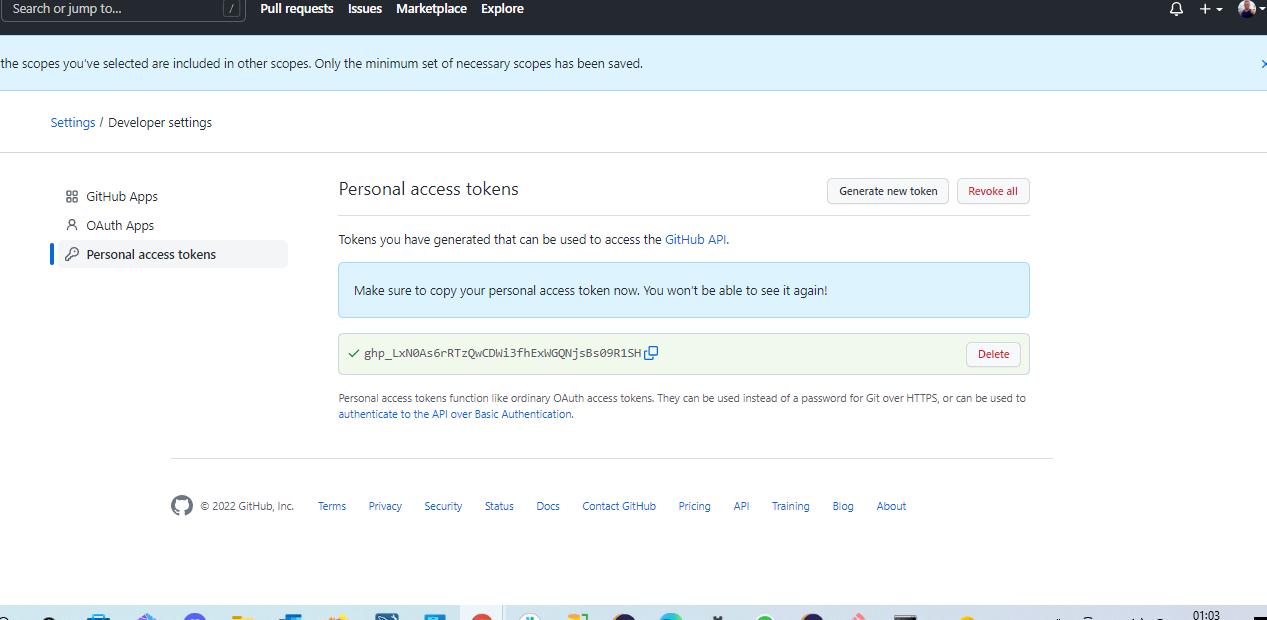 Search or jump to... /
Pull requests Issues Marketplace Explore
the scopes you've selected are included in other scopes. Only the minimum set of necessary scopes has been saved.
Settings / Developer settings
GitHub Apps
OAuth Apps
Personal access tokens
Personal access tokens
Generate new token
Revoke all
Tokens you have generated that can be used to access the GitHub API.
Make sure to copy your personal access token now. You won't be able to see it again!
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
Delete
Personal access tokens function like ordinary OAuth access tokens. They can be used instead of a password for Git over HTTPS, or can be used to
authenticate to the API over Basic Authentication.
© 2022 GitHub, Inc. Terms Privacy Security Status Docs Contact GitHub Pricing API Training Blog About
01:03